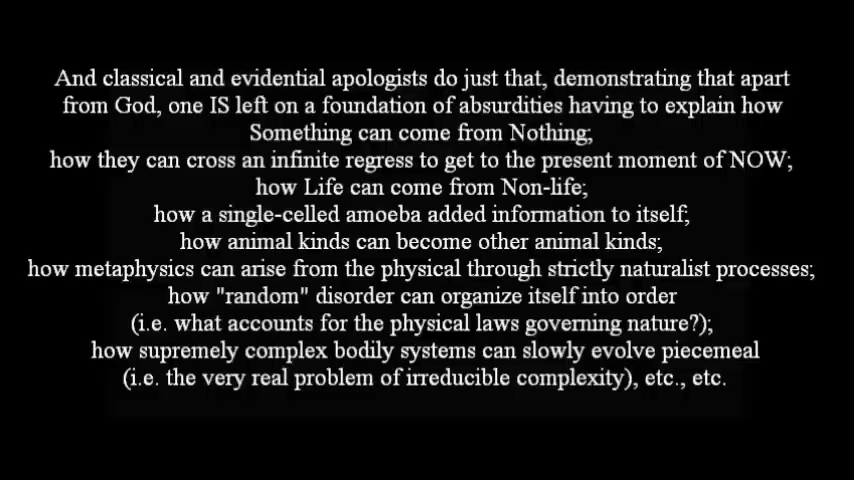 And classical and evidential apologists do just that, demonstrating that apart
from God, one IS left on a foundation of absurdities having to explain how
Something can come from Nothing;
how they can cross an infinite regress to get to the present moment of NOW;
how Life can come from Non-life;
how a single-celled amoeba added information to itself;
how animal kinds can become other animal kinds;
how metaphysics can arise from the physical through strictly naturalist processes;
how "random" disorder can organize itself into order
(i.e. what accounts for the physical laws governing nature?);
how supremely complex bodily systems can slowly evolve piecemeal
(i.e. the very real problem of irreducible complexity), etc., etc.